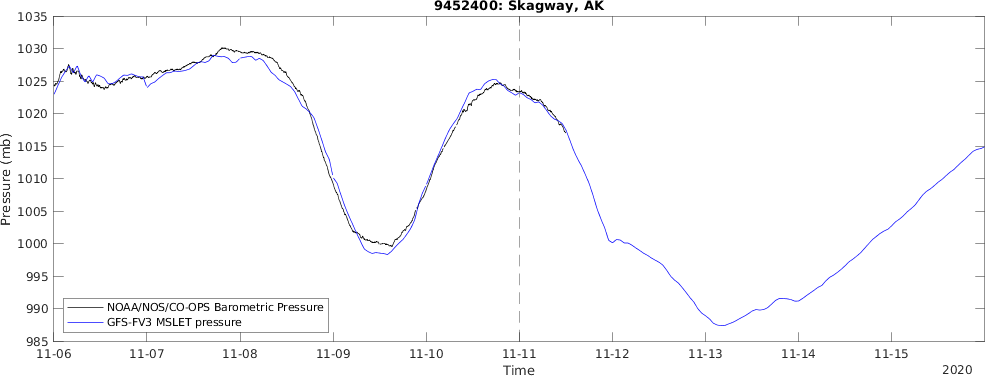 9452400: Skagway, AK
1035
1030
1025
1020
1015
1010
1005
1000
995
990
985
Pressure (mb)
NOAA/NOS/CO-OPS Barometric Pressure
GFS-FV3 MSLET pressure
11-06 11-07 11-08 11-09 11-10 11-11 11-12 11-13 11-14 11-15
Time
2020